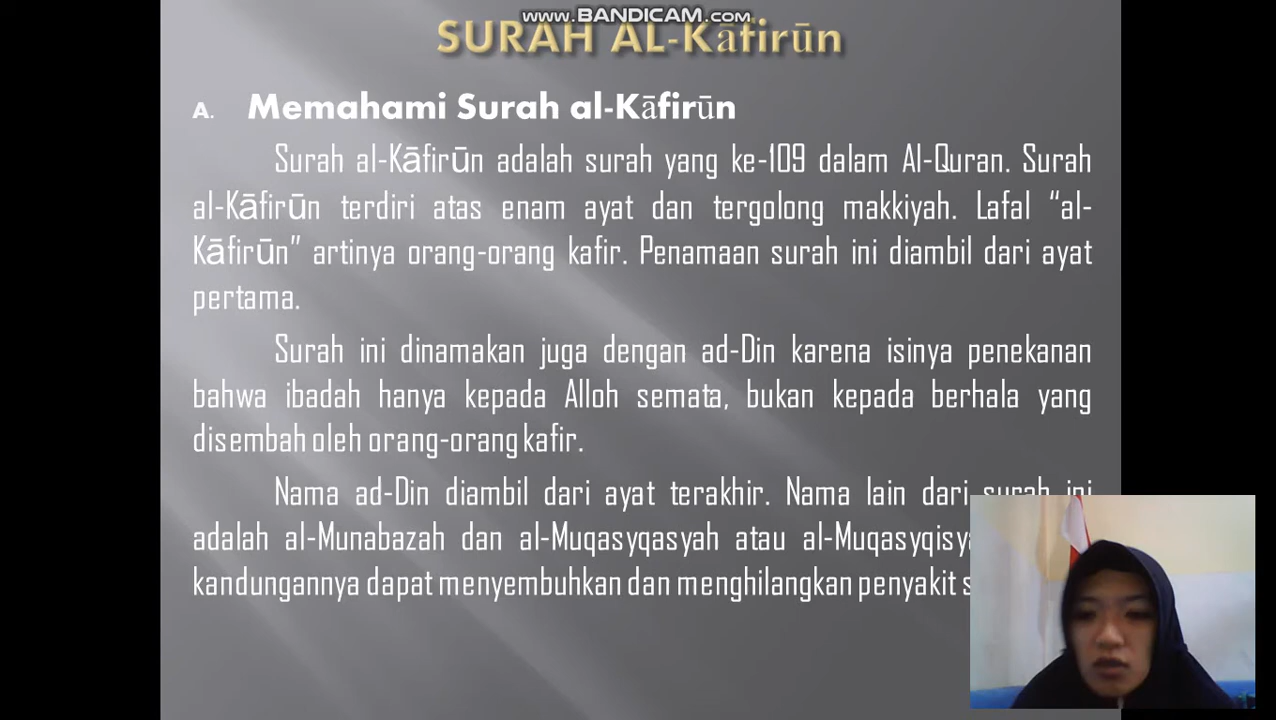 www.BANDICAM.com
SURAH AL-Kāfirūn
A. Memahami Surah al-Kāfirūn
Surah al-Kāfirūn adalah surah yang ke-109 dalam Al-Quran. Surah
al-Kāfirūn terdiri atas enam ayat dan tergolong makkiyah. Lafal “al-
Kāfirūn” artinya orang-orang kafir. Penamaan surah ini diambil dari ayat
pertama.
Surah ini dinamakan juga dengan ad-Din karena isinya penekanan
bahwa ibadah hanya kepada Alloh semata, bukan kepada berhala yang
disembah oleh orang-orang kafir.
Nama ad-Din diambil dari ayat terakhir. Nama lain dari surah ini
adalah al-Munabazah dan al-Muqasyqasyah atau
kandungannya dapat menyembuhkan dan menghilangkan penyakit